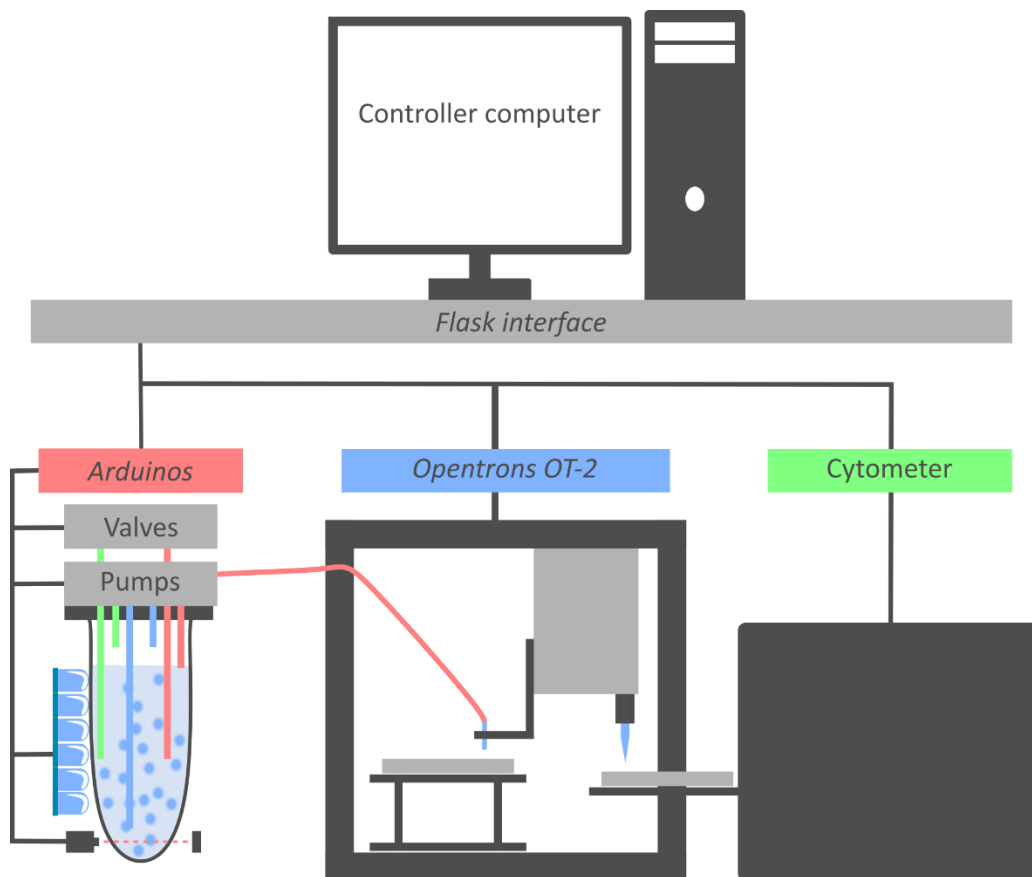 Controller computer
Flask interface
Arduinos
Opentrons OT-2
Cytometer
Valves
Pumps